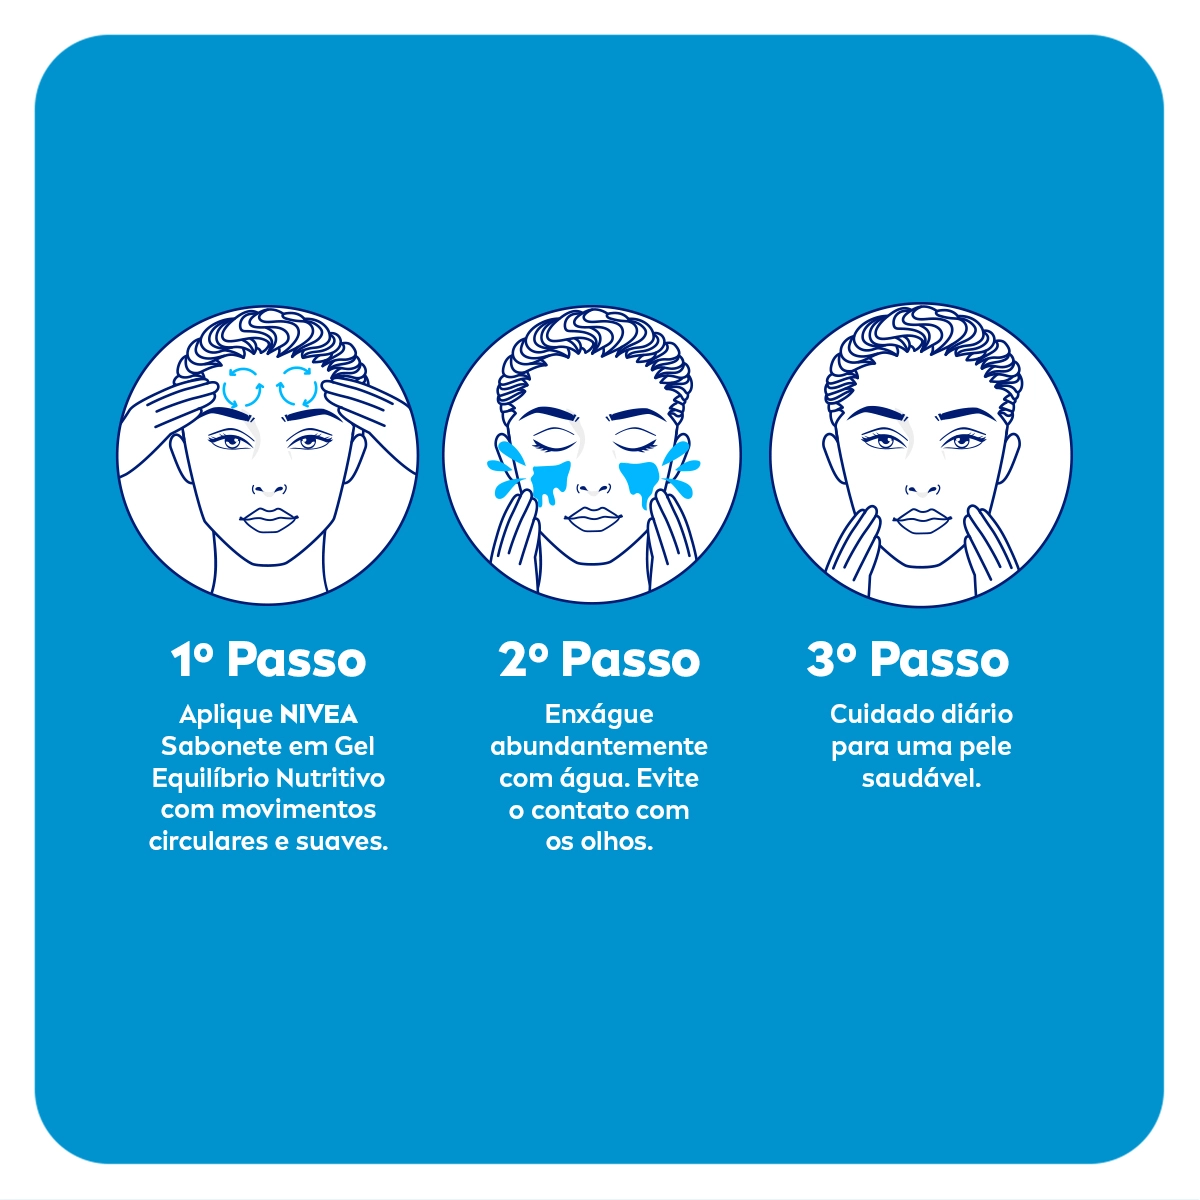 1º Passo
Aplique NIVEA
Sabonete em Gel
Equilíbrio Nutritivo
com movimentos
circulares e suaves.
2º Passo
Enxágue
abundantemente
com água. Evite
o contato com
os olhos.
3º Passo
Cuidado diário
para uma pele
saudável.